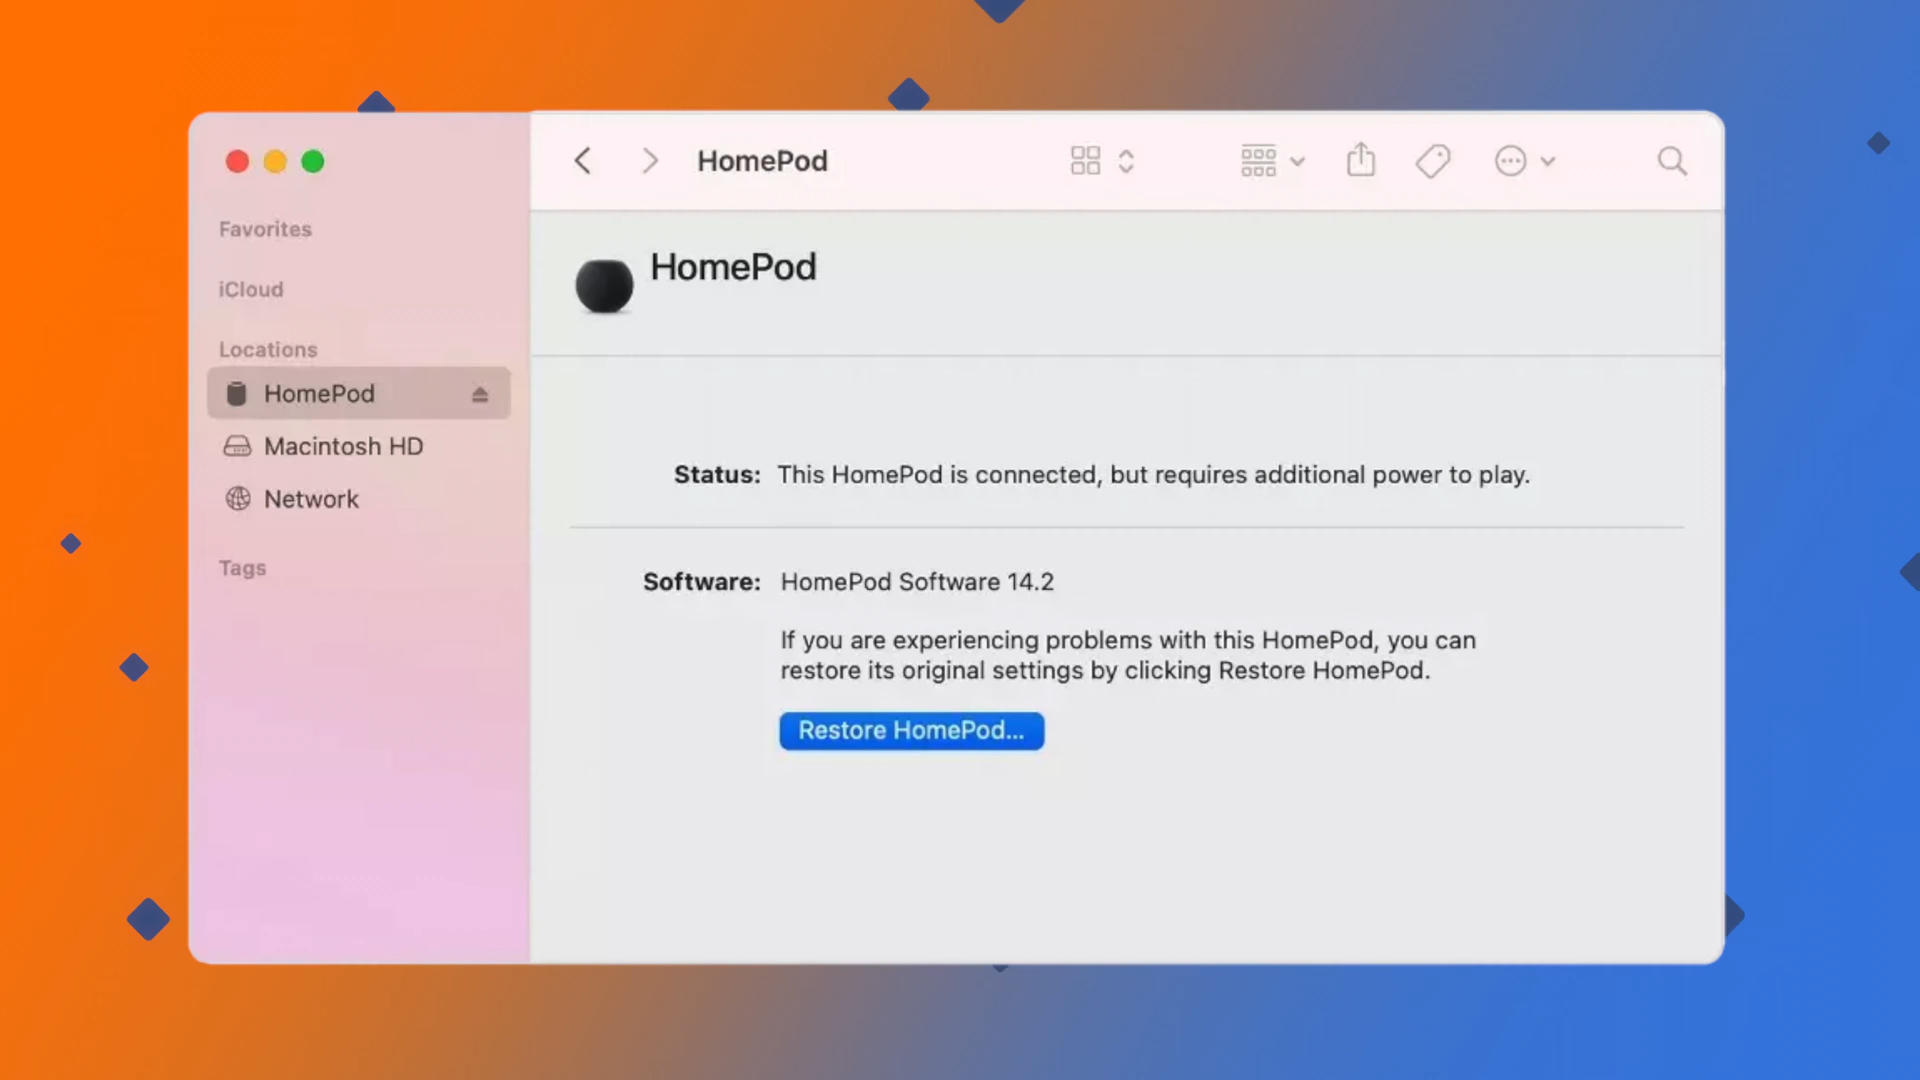 Favorites
iCloud
Locations
HomePod
Macintosh HD
Network
Tags
HomePod
HomePod
Status: This HomePod is connected, but requires additional power to play.
Software: HomePod Software 14.2
If you are experiencing problems with this HomePod, you can
restore its original settings by clicking Restore HomePod.
Restore HomePod...